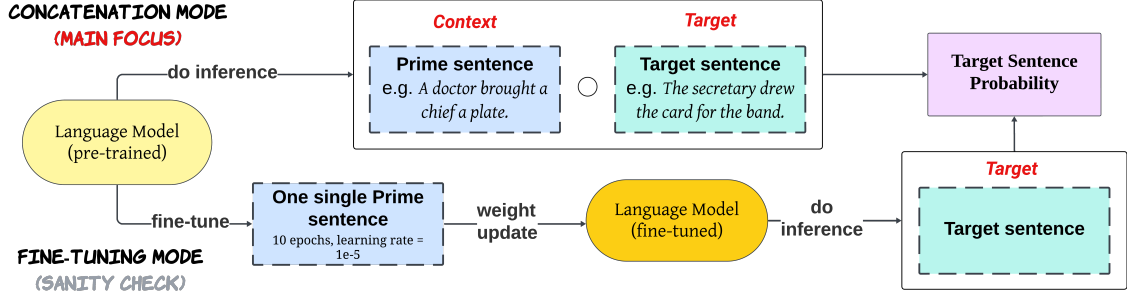 CONCATENATION MODE
(MAIN FOCUS)
Context
Target
do inference
Prime sentence
e.g. A doctor brought a
chief a plate.
Target sentence
e.g. The secretary drew
the card for the band.
Target Sentence
Probability
Language Model
(pre-trained)
fine-tune
One single Prime
sentence
10 epochs, learning rate =
1e-5
weight
update
Language Model
(fine-tuned)
do
inference
Target
Target sentence
FINE-TUNING MODE
(SANITY CHECK)